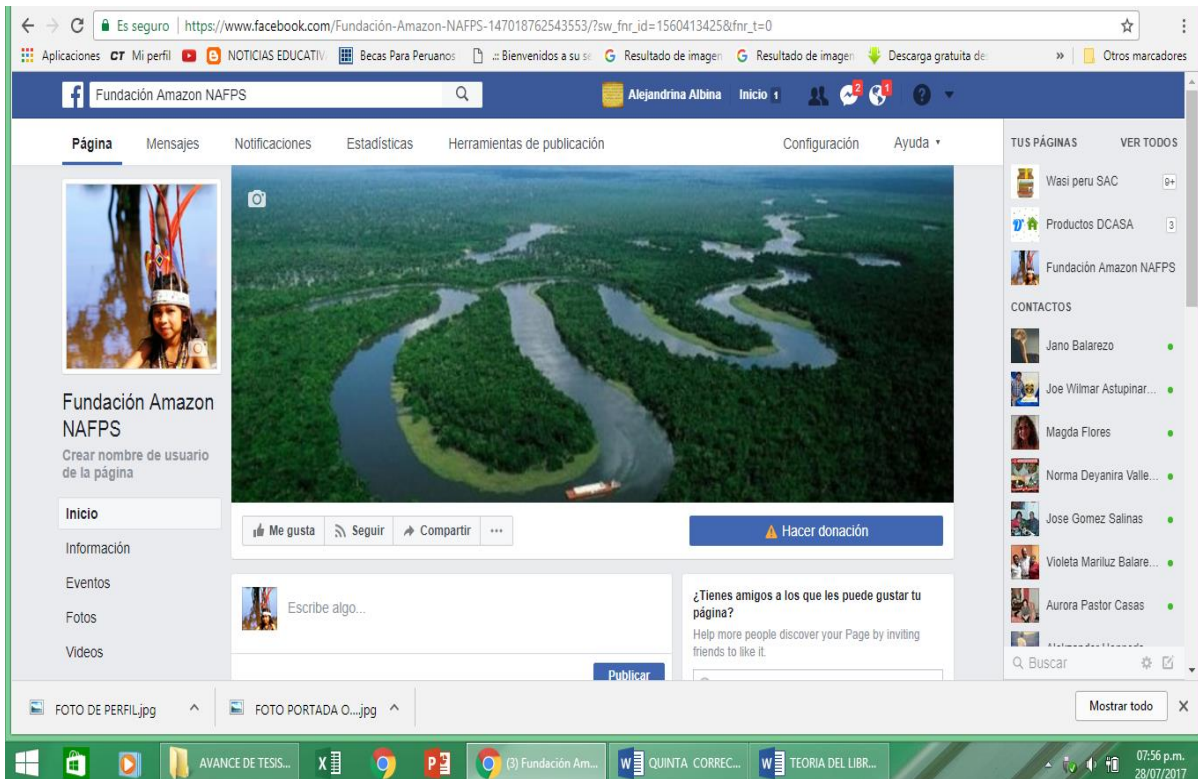 Es seguro | https://www.facebook.com/Fundación-Amazon-NAFPS-147018762543553/?sw_fnr_id=1560413425&fnr_t=0
Aplicaciones CT Mi perfil NOTICIAS EDUCATIV Becas Para Peruanos .:: Bienvenidos a su se Resultado de imagen Resultado de imagen Descarga gratuita de » Otros marcadores
Fundación Amazon NAFPS Alejandrina Albina Inicio 1 2 1
Página Mensajes Notificaciones Estadísticas Herramientas de publicación Configuración Ayuda
Fundación Amazon
NAFPS
Crear nombre de usuario
de la página
Inicio
Información
Eventos
Fotos
Videos
Me gusta Seguir Compartir ...
Hacer donación
Escribe algo...
Publicar
¿Tienes amigos a los que les puede gustar tu
página?
Help more people discover your Page by inviting
friends to like it.
TUS PÁGINAS VER TODOS
Wasi peru SAC 9+
Productos DCASA 3
Fundación Amazon NAFPS
CONTACTOS
Jano Balarezo
Joe Wilmar Astupinar...
Magda Flores
Norma Deyanira Valle...
Jose Gomez Salinas
Violeta Mariluz Balare...
Aurora Pastor Casas
Buscar
FOTO DE PERFIL.jpg FOTO PORTADA O....jpg Mostrar todo X
AVANCE DE TESIS... (3) Fundación Am... QUINTA CORREC... TEORIA DEL LIBR...
07:56 p.m.
28/07/2017